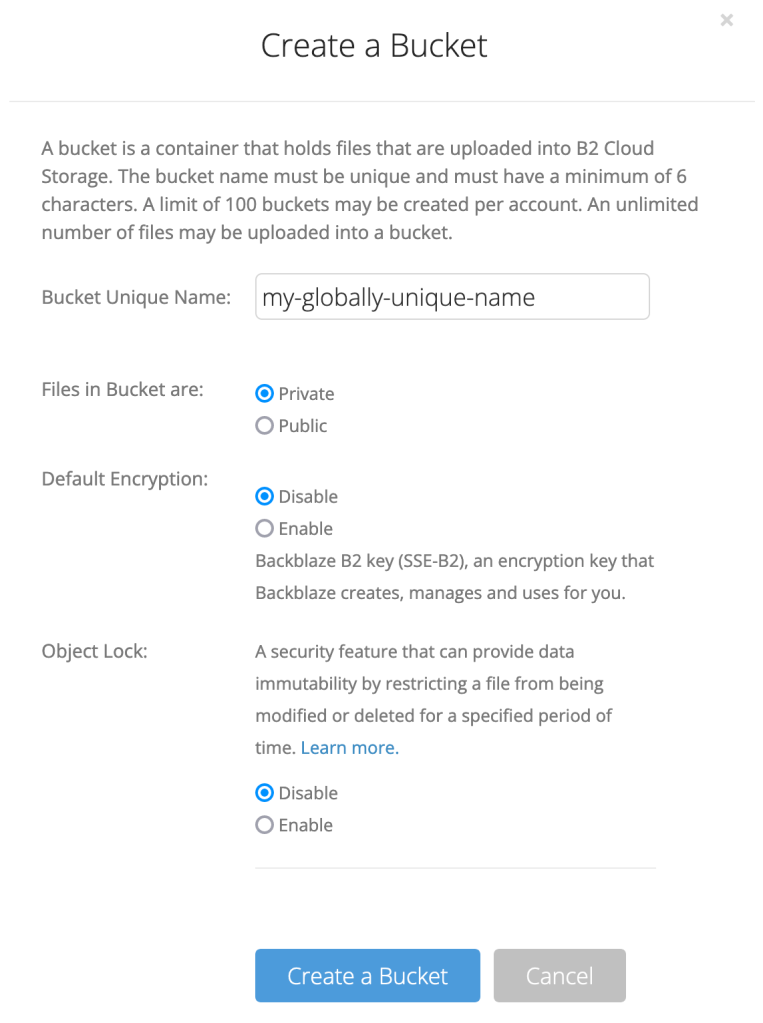 Create a Bucket
A bucket is a container that holds files that are uploaded into B2 Cloud
Storage. The bucket name must be unique and must have a minimum of 6
characters. A limit of 100 buckets may be created per account. An unlimited
number of files may be uploaded into a bucket.
Bucket Unique Name: my-globally-unique-name
Files in Bucket are:
Private
Public
Default Encryption:
Disable
Enable
Backblaze B2 key (SSE-B2), an encryption key that
Backblaze creates, manages and uses for you.
Object Lock: A security feature that can provide data
immutability by restricting a file from being
modified or deleted for a specified period of
time. Learn more.
Disable
Enable
Create a Bucket Cancel